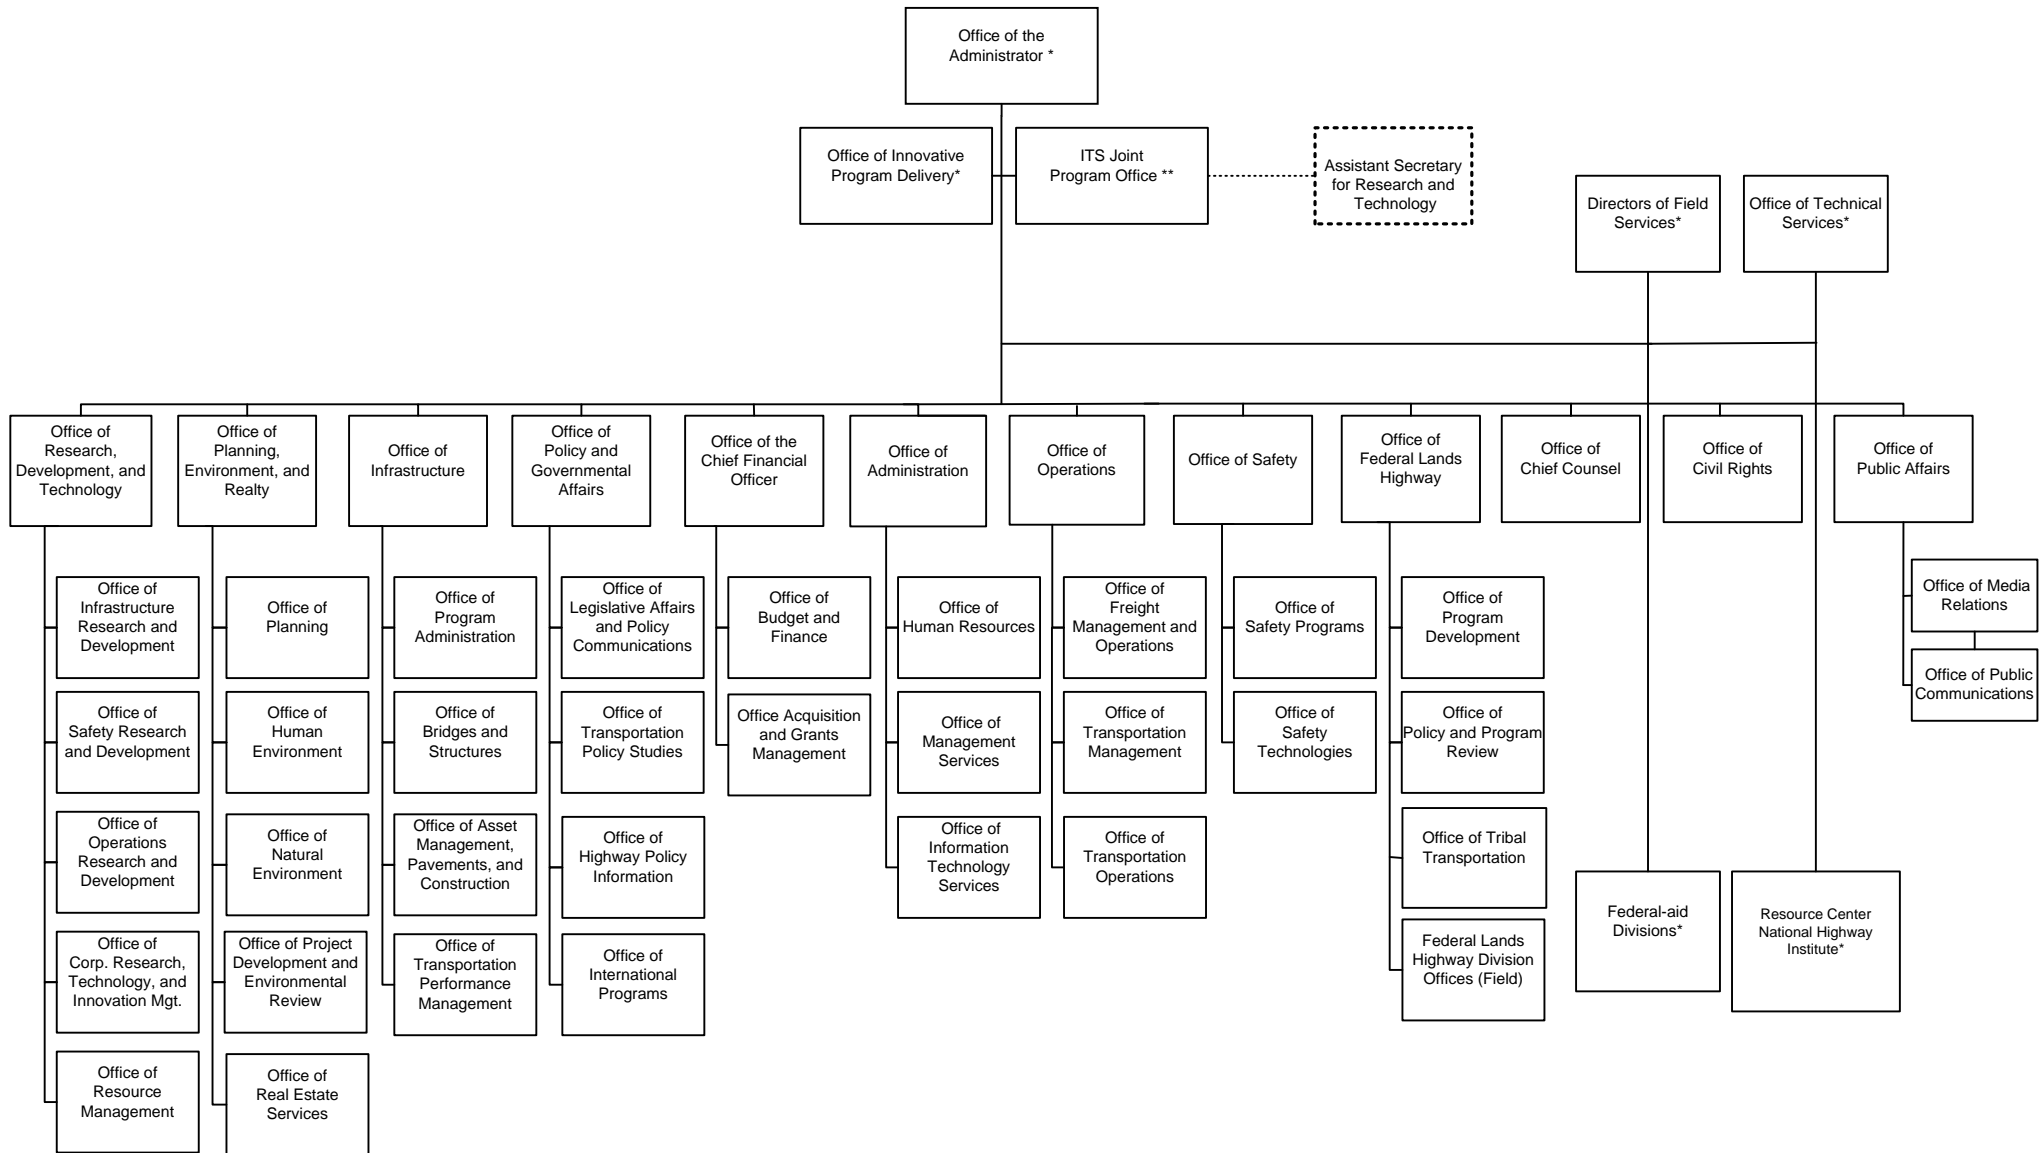 Office of the
Administrator *
Office of Innovative
Program Delivery*
ITS Joint
Program Office **
Assistant Secretary
for Research and
Technology
Directors of Field
Services*
Office of Technical
Services*
Office of
Research,
Development, and
Technology
Office of
Planning,
Environment, and
Realty
Office of
Infrastructure
Office of
Policy and
Governmental
Affairs
Office of the
Chief Financial
Officer
Office of
Administration
Office of
Operations
Office of Safety
Office of
Federal Lands
Highway
Office of
Chief Counsel
Office of
Civil Rights
Office of
Public Affairs
Office of
Infrastructure
Research and
Development
Office of
Safety Research
and Development
Office of
Operations
Research and
Development
Office of
Corp. Research,
Technology, and
Innovation Mgt.
Office of
Resource
Management
Office of
Planning
Office of
Human
Environment
Office of
Natural
Environment
Office of Project
Development and
Environmental
Review
Office of
Real Estate
Services
Office of
Program
Administration
Office of
Bridges and
Structures
Office of Asset
Management,
Pavements, and
Construction
Office of
Transportation
Performance
Management
Office of
Legislative Affairs
and Policy
Communications
Office of
Transportation
Policy Studies
Office of
Highway Policy
Information
Office of
International
Programs
Office of
Budget and
Finance
Office Acquisition
and Grants
Management
Office of
Human Resources
Office of
Management
Services
Office of
Information
Technology
Services
Office of
Freight
Management and
Operations
Office of
Transportation
Management
Office of
Transportation
Operations
Office of
Safety Programs
Office of
Safety
Technologies
Office of
Program
Development
Office of
Policy and Program
Review
Office of Tribal
Transportation
Federal Lands
Highway Division
Offices (Field)
Federal-aid
Divisions*
Resource Center
National Highway
Institute*
Office of Media
Relations
Office of Public
Communications